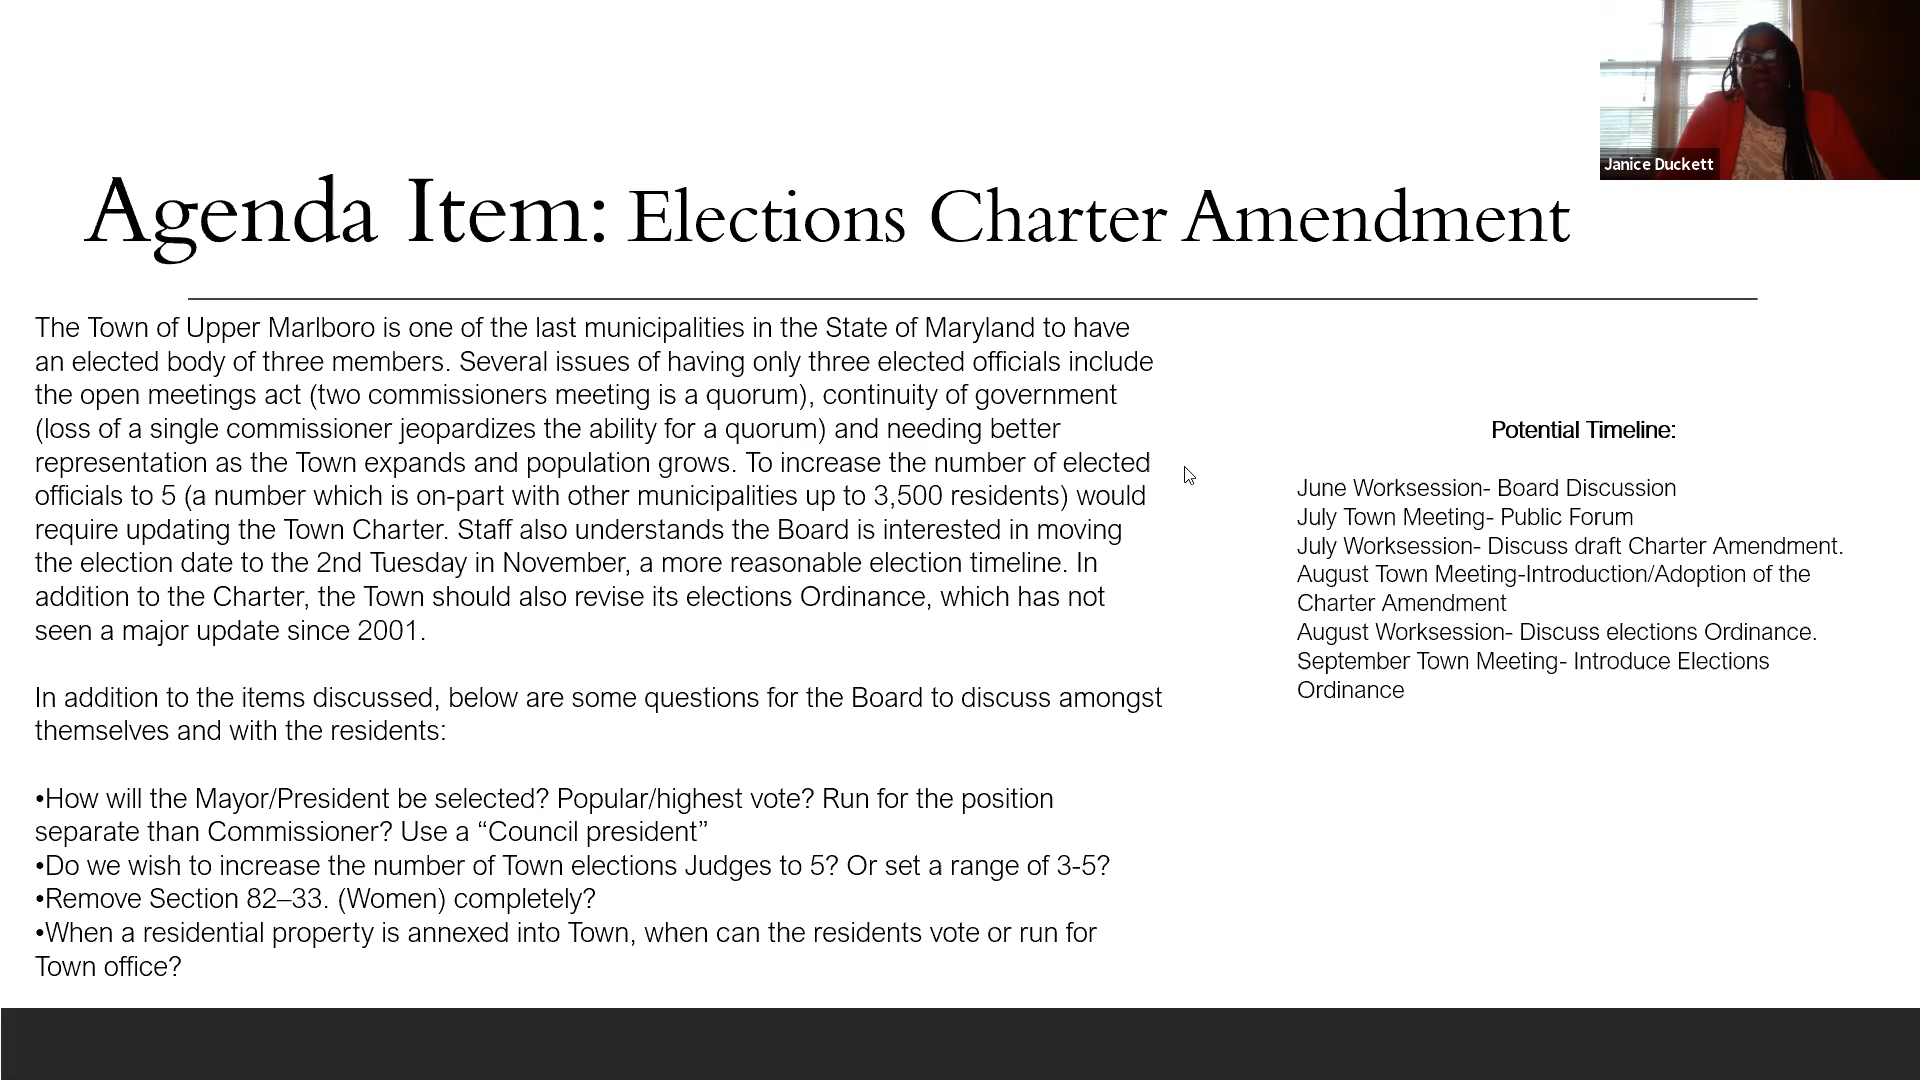 Janice Duckett
Agenda Item: Elections Charter Amendment
The Town of Upper Marlboro is one of the last municipalities in the State of Maryland to have
an elected body of three members. Several issues of having only three elected officials include
the open meetings act (two commissioners meeting is a quorum), continuity of government
(loss of a single commissioner jeopardizes the ability for a quorum) and needing better
representation as the Town expands and population grows. To increase the number of elected
officials to 5 (a number which is on-part with other municipalities up to 3,500 residents) would
require updating the Town Charter. Staff also understands the Board is interested in moving
the election date to the 2nd Tuesday in November, a more reasonable election timeline. In
addition to the Charter, the Town should also revise its elections Ordinance, which has not
seen a major update since 2001.
In addition to the items discussed, below are some questions for the Board to discuss amongst
themselves and with the residents:
•How will the Mayor/President be selected? Popular/highest vote? Run for the position
separate than Commissioner? Use a “Council president”
•Do we wish to increase the number of Town elections Judges to 5? Or set a range of 3-5?
•Remove Section 82–33. (Women) completely?
•When a residential property is annexed into Town, when can the residents vote or run for
Town office?
Potential Timeline:
June Worksession- Board Discussion
July Town Meeting- Public Forum
July Worksession- Discuss draft Charter Amendment.
August Town Meeting-Introduction/Adoption of the
Charter Amendment
August Worksession- Discuss elections Ordinance.
September Town Meeting- Introduce Elections
Ordinance